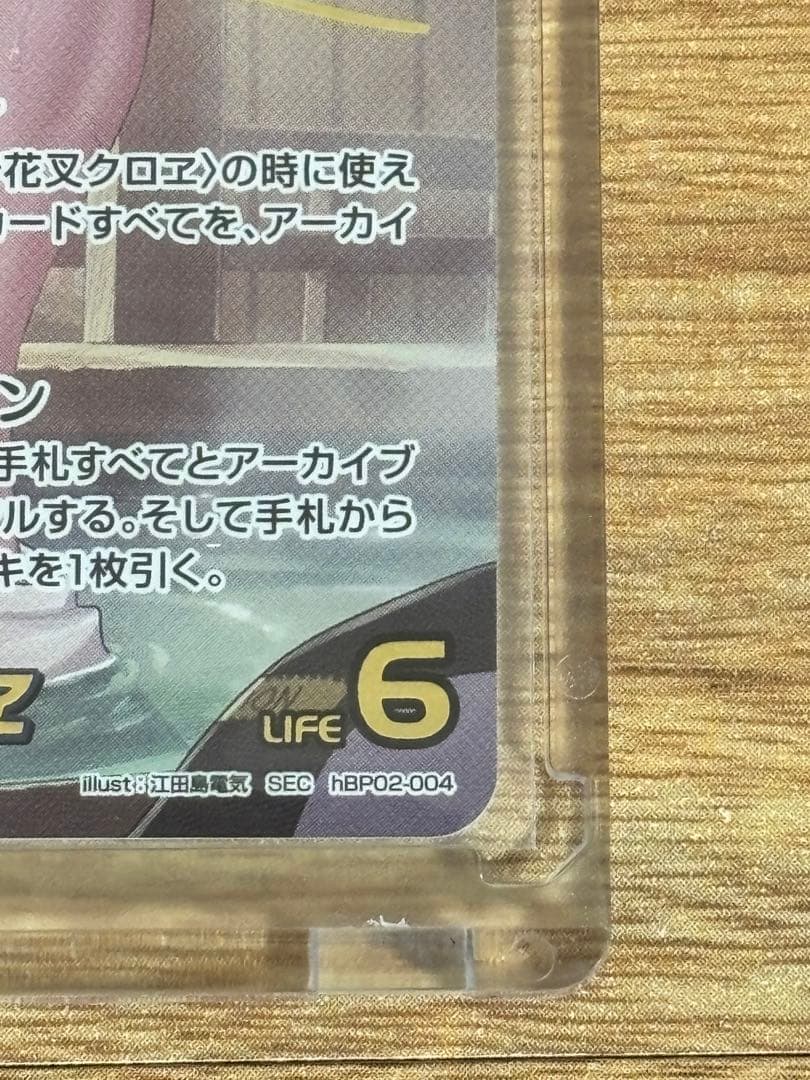 花叉クロヱ〉の時に使え
カードすべてを、アーカイ
ン
手札すべてとアーカイブ
ルする。そして手札から
キを1枚引く。
ヱ
LIFE 6
illust：江田島電気 SEC hBP02-004